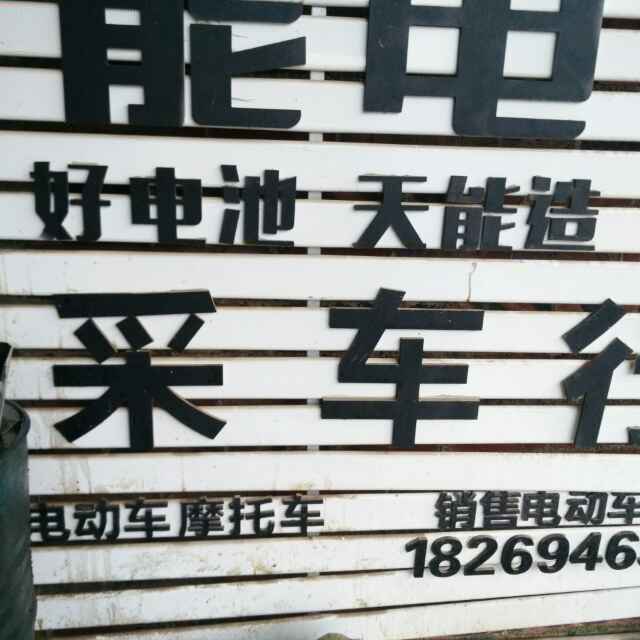 能电
好电池 天能造
采车行
电动车摩托车
销售电动车
1826946